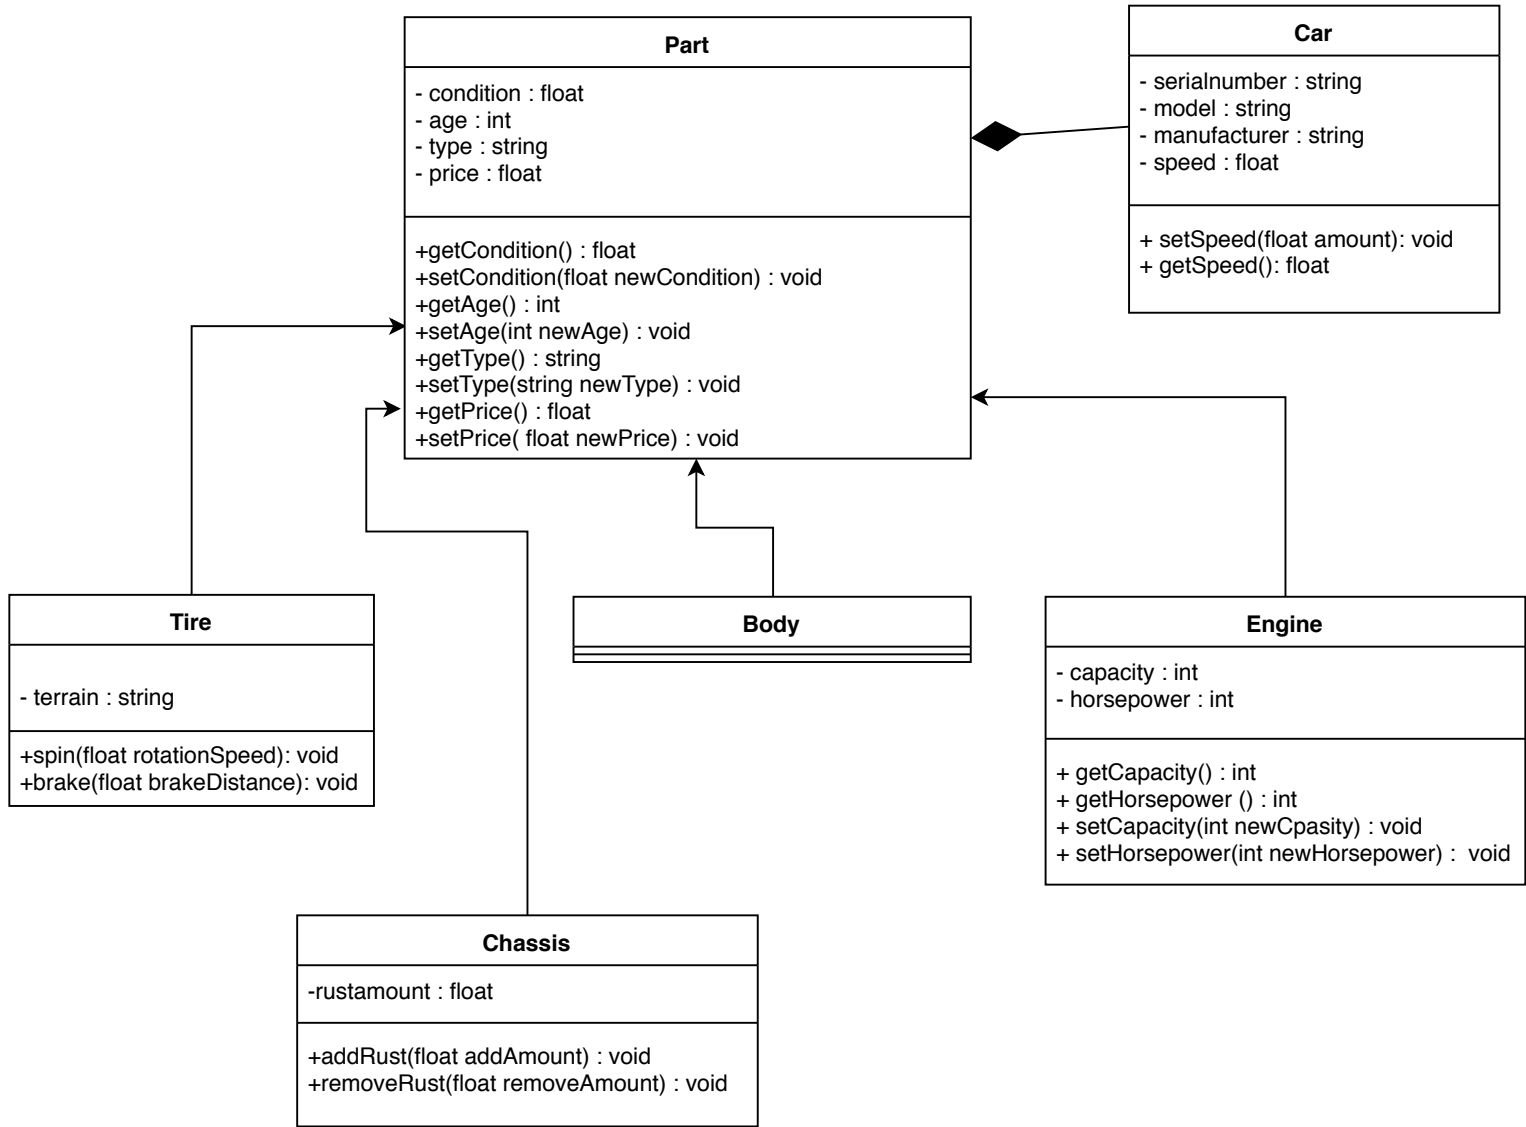 Part
- condition : float
- age : int
- type : string
- price : float
+getCondition() : float
+setCondition(float newCondition) : void
+getAge() : int
+setAge(int newAge) : void
+getType() : string
+setType(string newType) : void
+getPrice() : float
+setPrice( float newPrice) : void
Car
- serialnumber : string
- model : string
- manufacturer : string
- speed : float
+ setSpeed(float amount): void
+ getSpeed(): float
Tire
- terrain : string
+spin(float rotationSpeed): void
+brake(float brakeDistance): void
Body
Engine
- capacity : int
- horsepower : int
+ getCapacity() : int
+ getHorsepower () : int
+ setCapacity(int newCpasity) : void
+ setHorsepower(int newHorsepower) :  void
Chassis
-rustamount : float
+addRust(float addAmount) : void
+removeRust(float removeAmount) : void